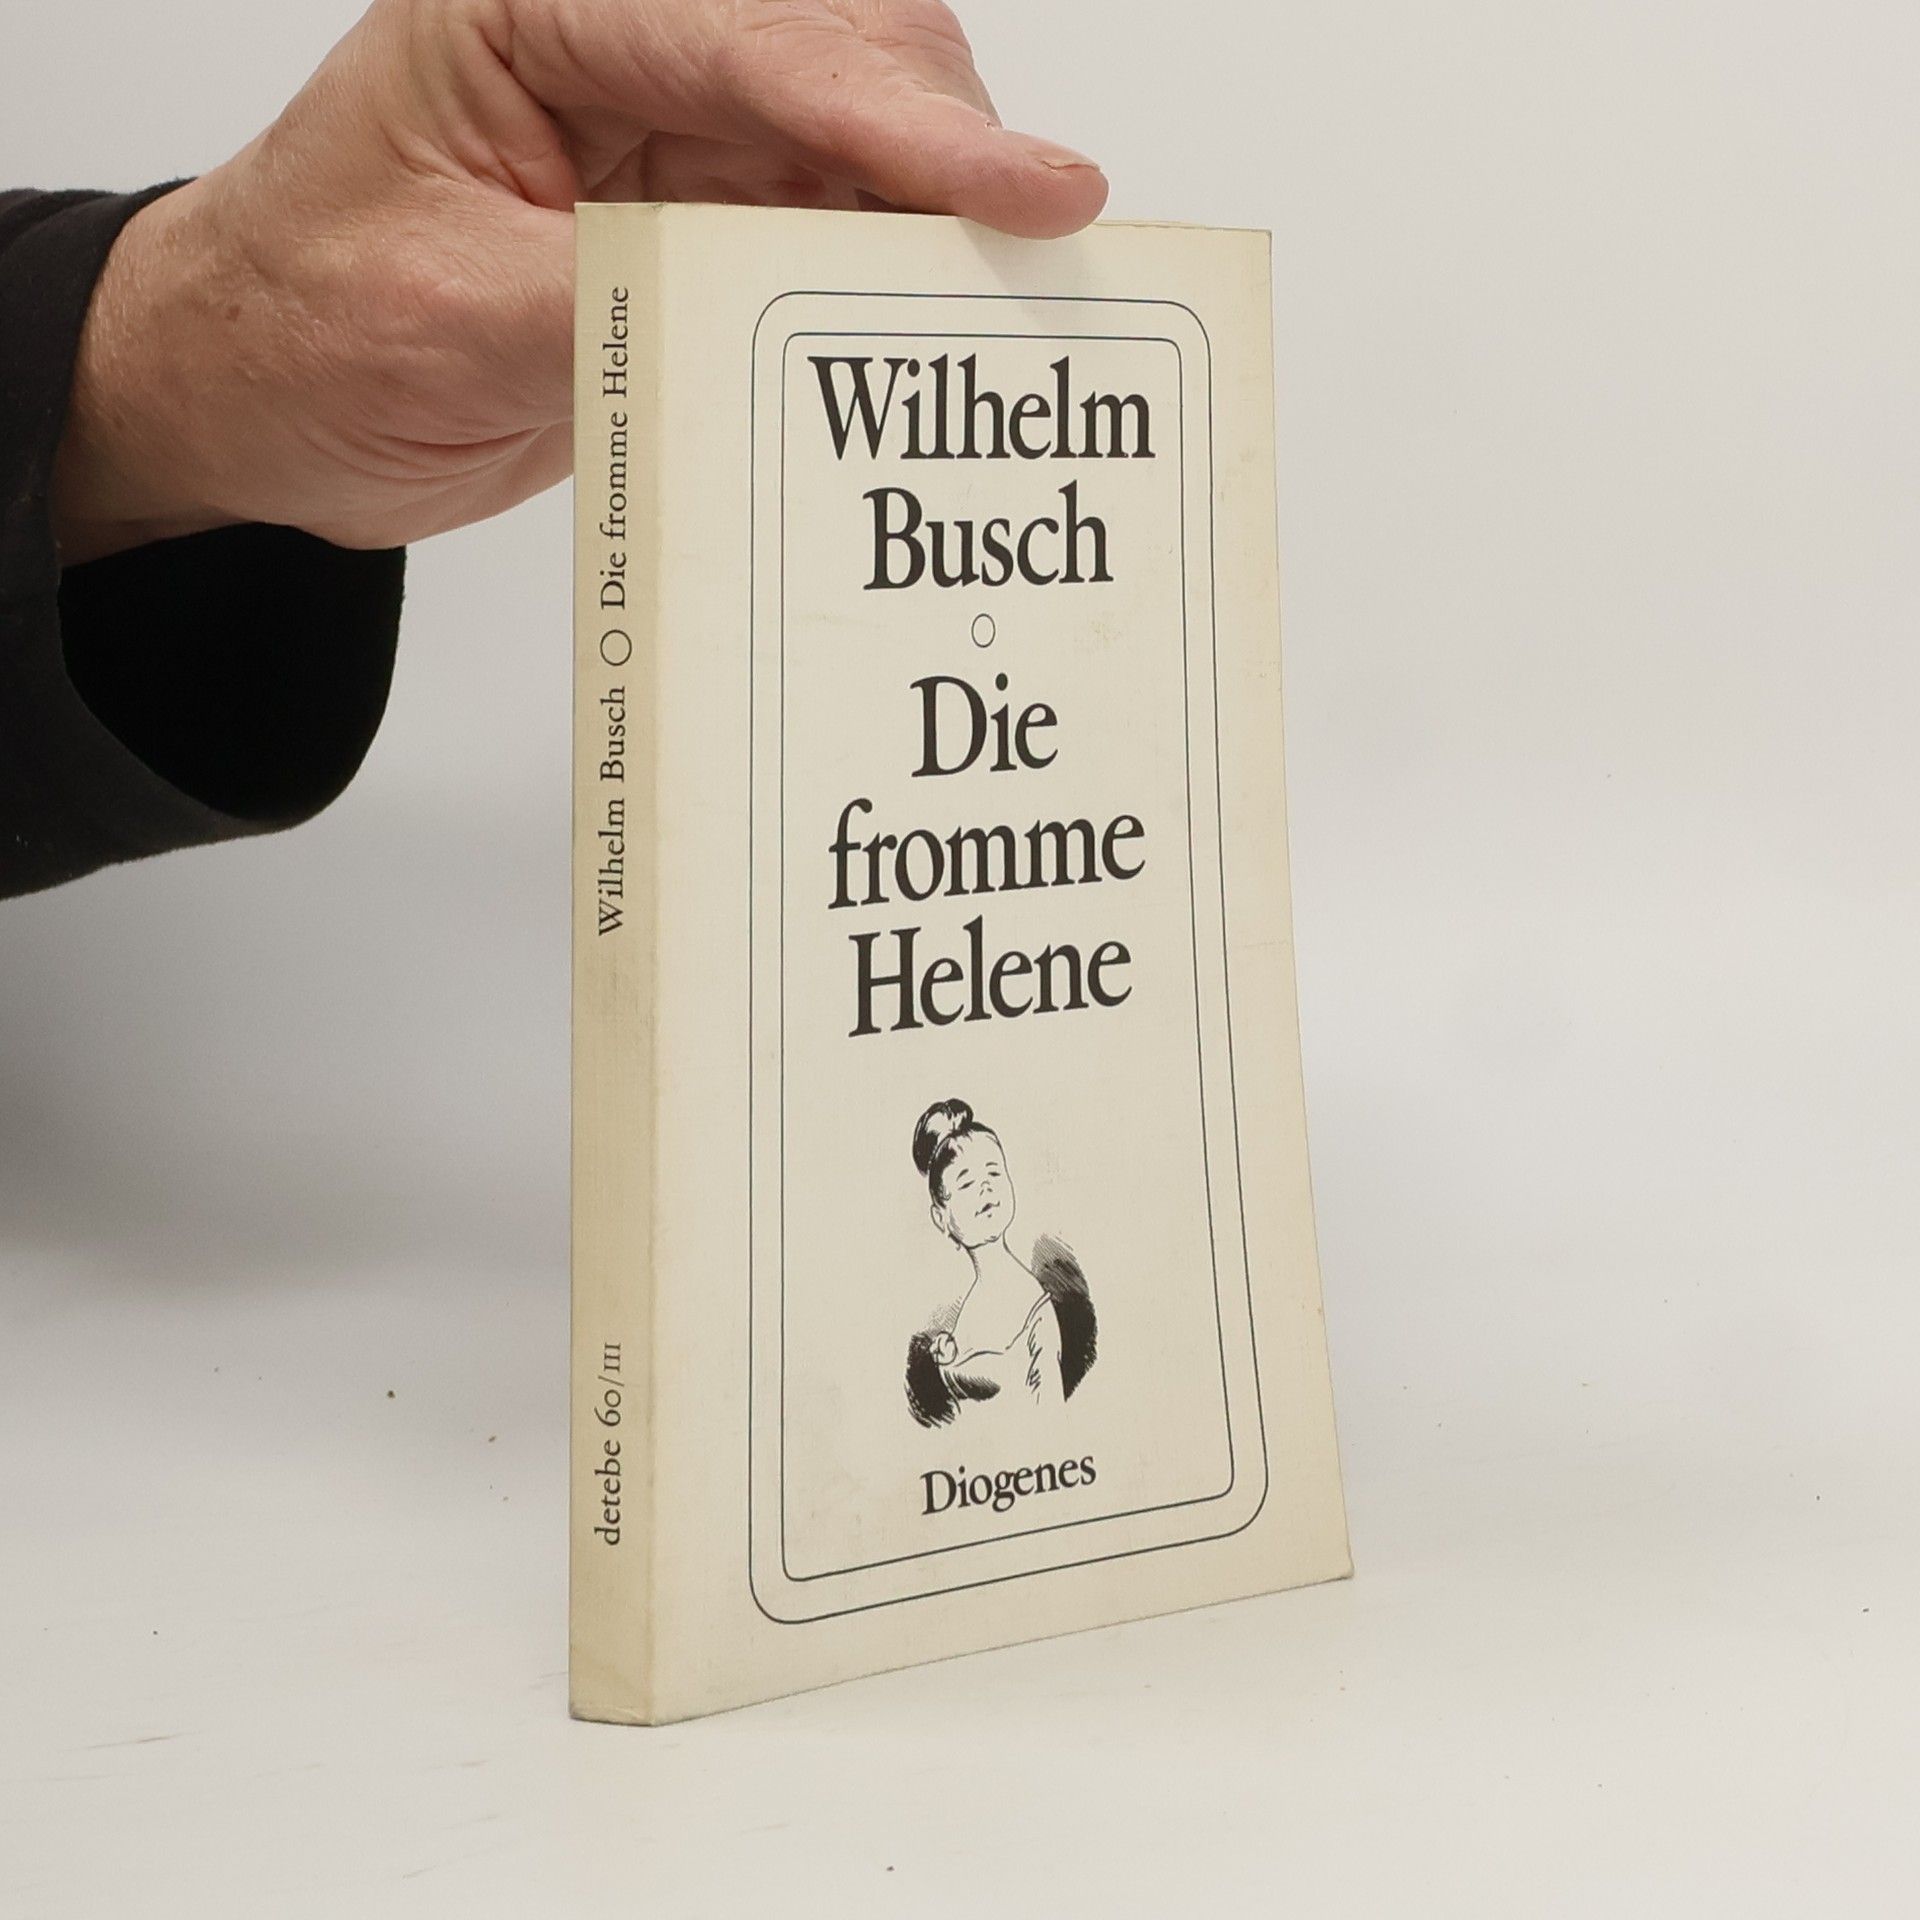 Wilhelm Busch ○ Die fromme Helene
detebe 60/III
Wilhelm
Busch
○
Die
fromme
Helene
Diogenes